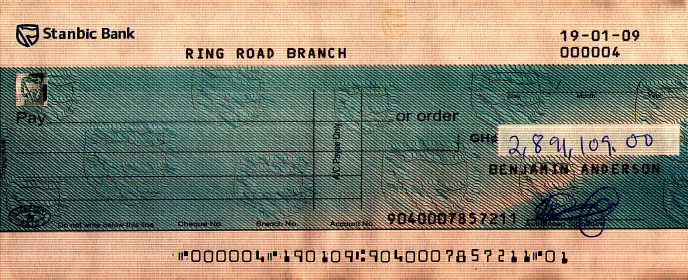 Stanbic Bank
19-01-09
RING ROAD BRANCH
000004
Pay
or order
A/C Payee Only
GH¢
2,891,109.00
BENJAMIN ANDERSON
Do not write below this line
Cheque No.
Branch No.
Account No.
9040007857211
⑈000004⑈190109⑆9040007857211⑈01